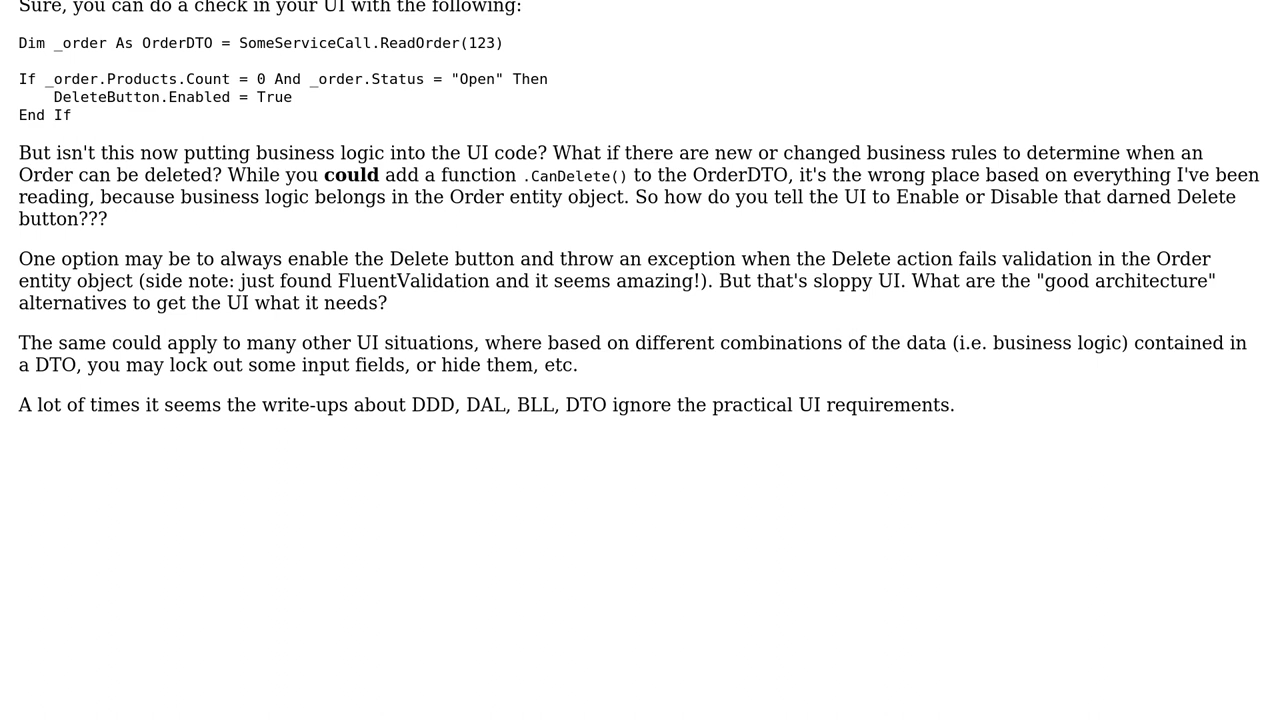 Sure, you can do a check in your UI with the following:
Dim _order As OrderDTO = SomeServiceCall.ReadOrder(123)
If _order.Products.Count = 0 And _order.Status = "Open" Then
    DeleteButton.Enabled = True
End If
But isn't this now putting business logic into the UI code? What if there are new or changed business rules to determine when an
Order can be deleted? While you could add a function .CanDelete() to the OrderDTO, it's the wrong place based on everything I've been
reading, because business logic belongs in the Order entity object. So how do you tell the UI to Enable or Disable that darned Delete
button???
One option may be to always enable the Delete button and throw an exception when the Delete action fails validation in the Order
entity object (side note: just found FluentValidation and it seems amazing!). But that's sloppy UI. What are the "good architecture"
alternatives to get the UI what it needs?
The same could apply to many other UI situations, where based on different combinations of the data (i.e. business logic) contained in
a DTO, you may lock out some input fields, or hide them, etc.
A lot of times it seems the write-ups about DDD, DAL, BLL, DTO ignore the practical UI requirements.